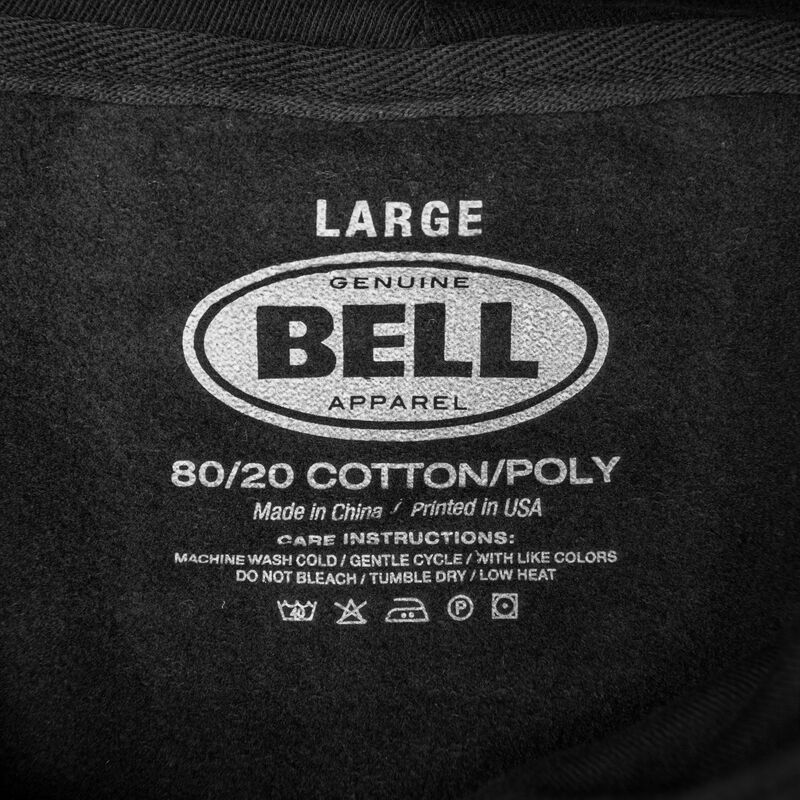 LARGE
GENUINE
BELL
APPAREL
80/20 COTTON/POLY
Made in China / Printed in USA
CARE INSTRUCTIONS:
MACHINE WASH COLD / GENTLE CYCLE / WITH LIKE COLORS
DO NOT BLEACH / TUMBLE DRY / LOW HEAT
40 P